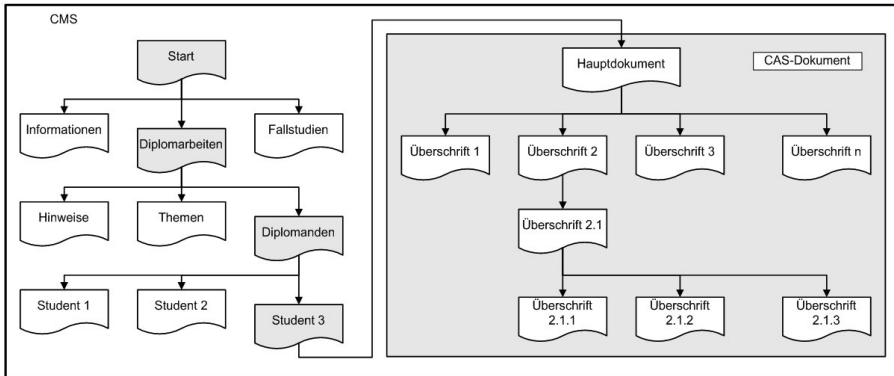 CMS
Start
Informationen
Diplomarbeiten
Fallstudien
Hinweise
Themen
Diplomanden
Student 1
Student 2
Student 3
CAS-Dokument
Hauptdokument
Überschrift 1
Überschrift 2
Überschrift 3
Überschrift n
Überschrift 2.1
Überschrift
2.1.1
Überschrift
2.1.2
Überschrift
2.1.3